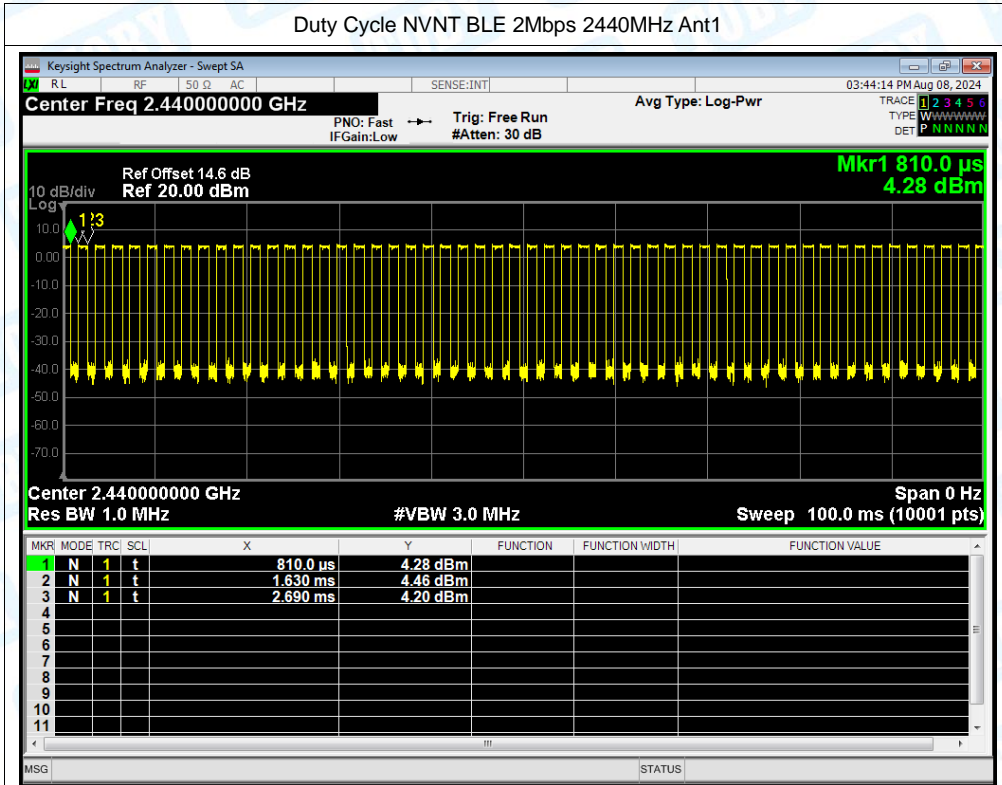 Duty Cycle NVNT BLE 2Mbps 2440MHz Ant1
Keysight Spectrum Analyzer - Swept SA
LXI RL RF 50 Ω AC SENSE:INT 03:44:14 PM Aug 08, 2024
Center Freq 2.440000000 GHz Avg Type: Log-Pwr TRACE 1 2 3 4 5 6
PNO: Fast Trig: Free Run TYPE WWWWWWW
IFGain:Low #Atten: 30 dB DET P N N N N N
Mkr1 810.0 µs
4.28 dBm
Ref Offset 14.6 dB
10 dB/div Ref 20.00 dBm
Log
1 2 3
10.0
0.00
-10.0
-20.0
-30.0
-40.0
-50.0
-60.0
-70.0
Center 2.440000000 GHz Span 0 Hz
Res BW 1.0 MHz #VBW 3.0 MHz Sweep 100.0 ms (10001 pts)
MKR MODE TRC SCL X Y FUNCTION FUNCTION WIDTH FUNCTION VALUE
1 N 1 t 810.0 µs 4.28 dBm
2 N 1 t 1.630 ms 4.46 dBm
3 N 1 t 2.690 ms 4.20 dBm
4
5
6
7
8
9
10
11
MSG STATUS